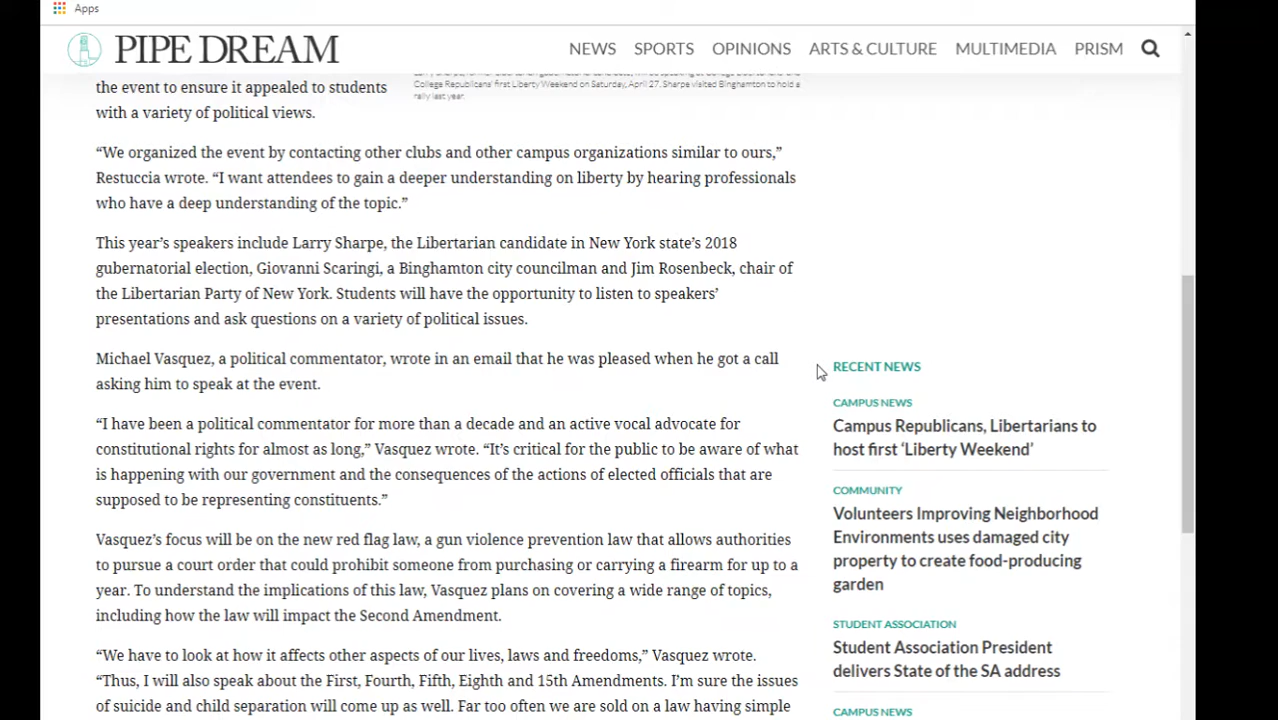 Apps
PIPE DREAM
NEWS SPORTS OPINIONS ARTS & CULTURE MULTIMEDIA PRISM
College Republicans' first Liberty Weekend on Saturday, April 27. Sharpe visited Binghamton to hold a
rally last year.
the event to ensure it appealed to students
with a variety of political views.
“We organized the event by contacting other clubs and other campus organizations similar to ours,”
Restuccia wrote. “I want attendees to gain a deeper understanding on liberty by hearing professionals
who have a deep understanding of the topic.”
This year’s speakers include Larry Sharpe, the Libertarian candidate in New York state’s 2018
gubernatorial election, Giovanni Scaringi, a Binghamton city councilman and Jim Rosenbeck, chair of
the Libertarian Party of New York. Students will have the opportunity to listen to speakers’
presentations and ask questions on a variety of political issues.
Michael Vasquez, a political commentator, wrote in an email that he was pleased when he got a call
asking him to speak at the event.
“I have been a political commentator for more than a decade and an active vocal advocate for
constitutional rights for almost as long,” Vasquez wrote. “It’s critical for the public to be aware of what
is happening with our government and the consequences of the actions of elected officials that are
supposed to be representing constituents.”
Vasquez’s focus will be on the new red flag law, a gun violence prevention law that allows authorities
to pursue a court order that could prohibit someone from purchasing or carrying a firearm for up to a
year. To understand the implications of this law, Vasquez plans on covering a wide range of topics,
including how the law will impact the Second Amendment.
“We have to look at how it affects other aspects of our lives, laws and freedoms,” Vasquez wrote.
“Thus, I will also speak about the First, Fourth, Fifth, Eighth and 15th Amendments. I’m sure the issues
of suicide and child separation will come up as well. Far too often we are sold on a law having simple
RECENT NEWS
CAMPUS NEWS
Campus Republicans, Libertarians to
host first ‘Liberty Weekend’
COMMUNITY
Volunteers Improving Neighborhood
Environments uses damaged city
property to create food-producing
garden
STUDENT ASSOCIATION
Student Association President
delivers State of the SA address
CAMPUS NEWS